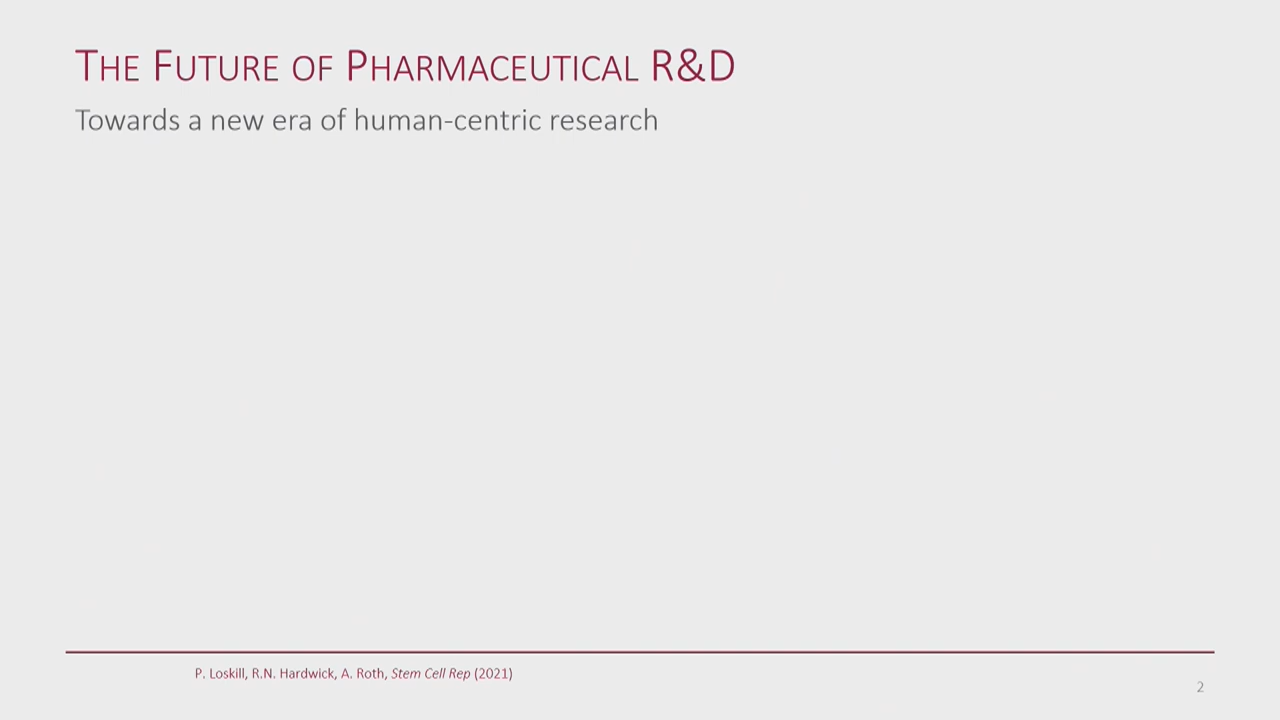 The Future of Pharmaceutical R&D
Towards a new era of human-centric research
P. Loskill, R.N. Hardwick, A. Roth, Stem Cell Rep (2021)
2